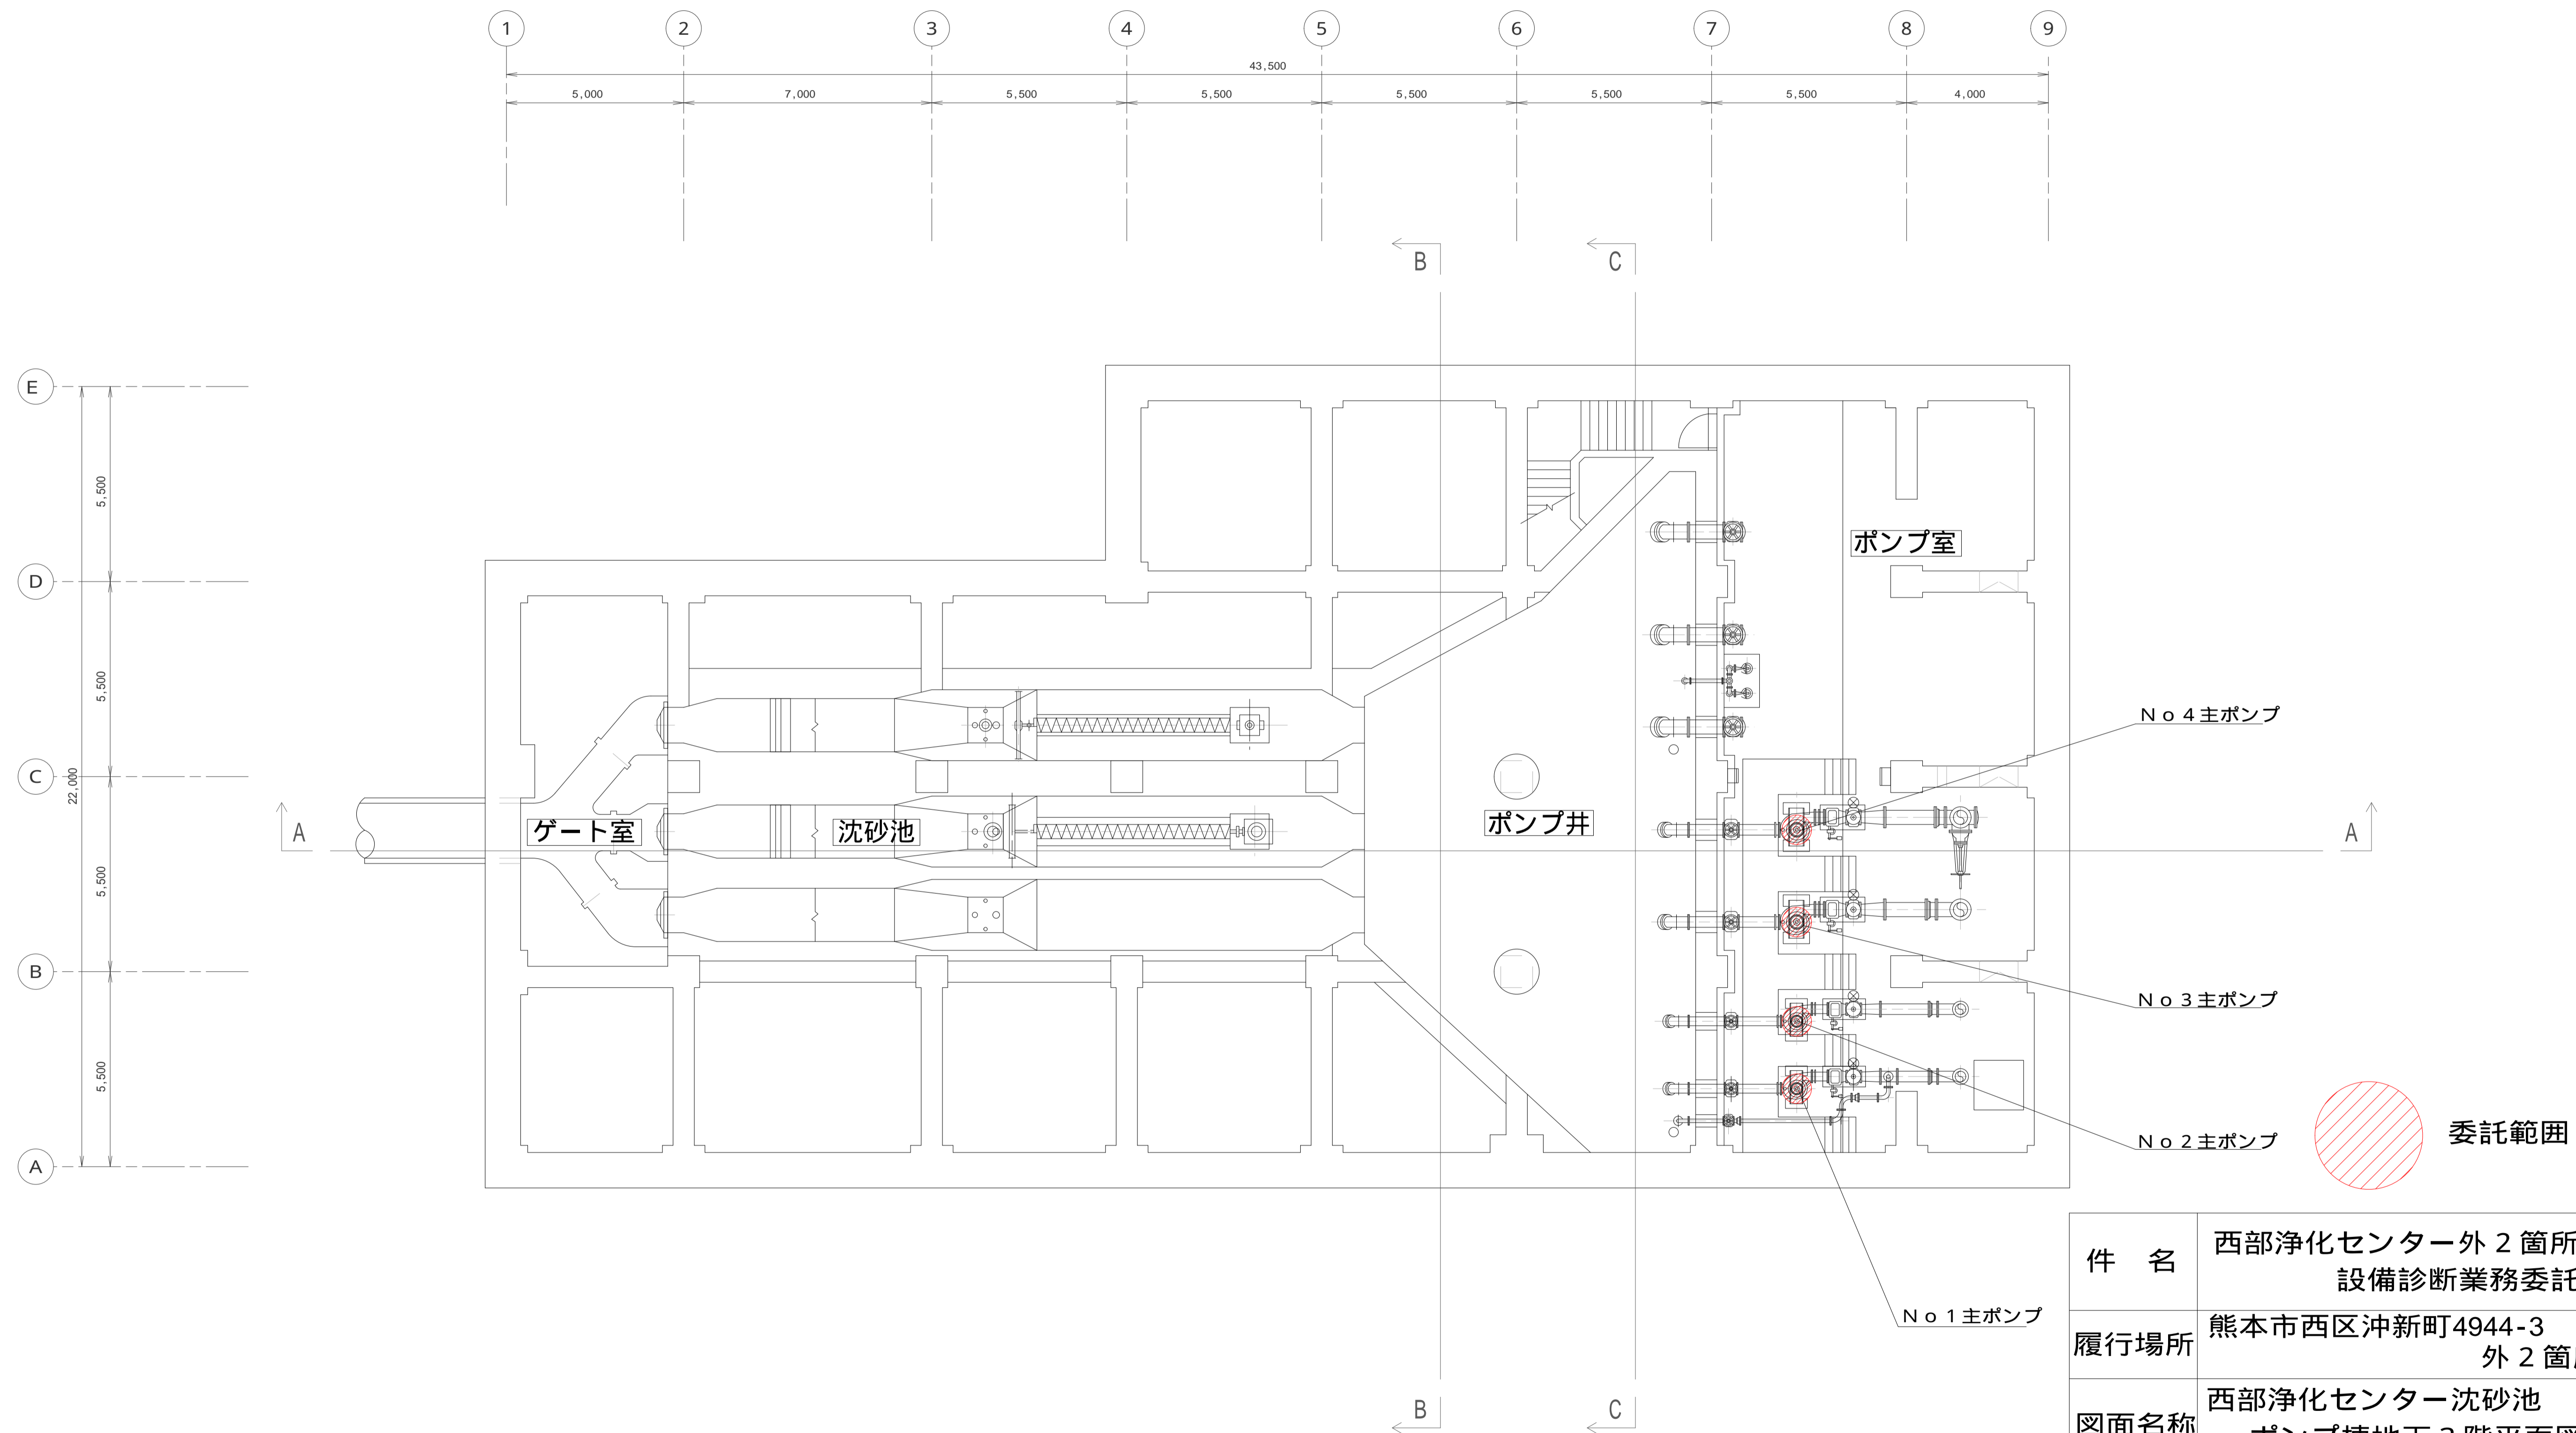 1 2 3 4 5 6 7 8 9
43,500
5,000 7,000 5,500 5,500 5,500 5,500 5,500 4,000
B C
E
5,500
D
ポンプ室
5,500
No4主ポンプ
C
22,000
A ゲート室 沈砂池 ポンプ井 A
5,500
B
No3主ポンプ
5,500
No2主ポンプ
委託範囲
A
件 名
西部浄化センター外2箇所
設備診断業務委託
No1主ポンプ
履行場所
熊本市西区沖新町4944-3
外2箇所
図面名称
西部浄化センター沈砂池
B C